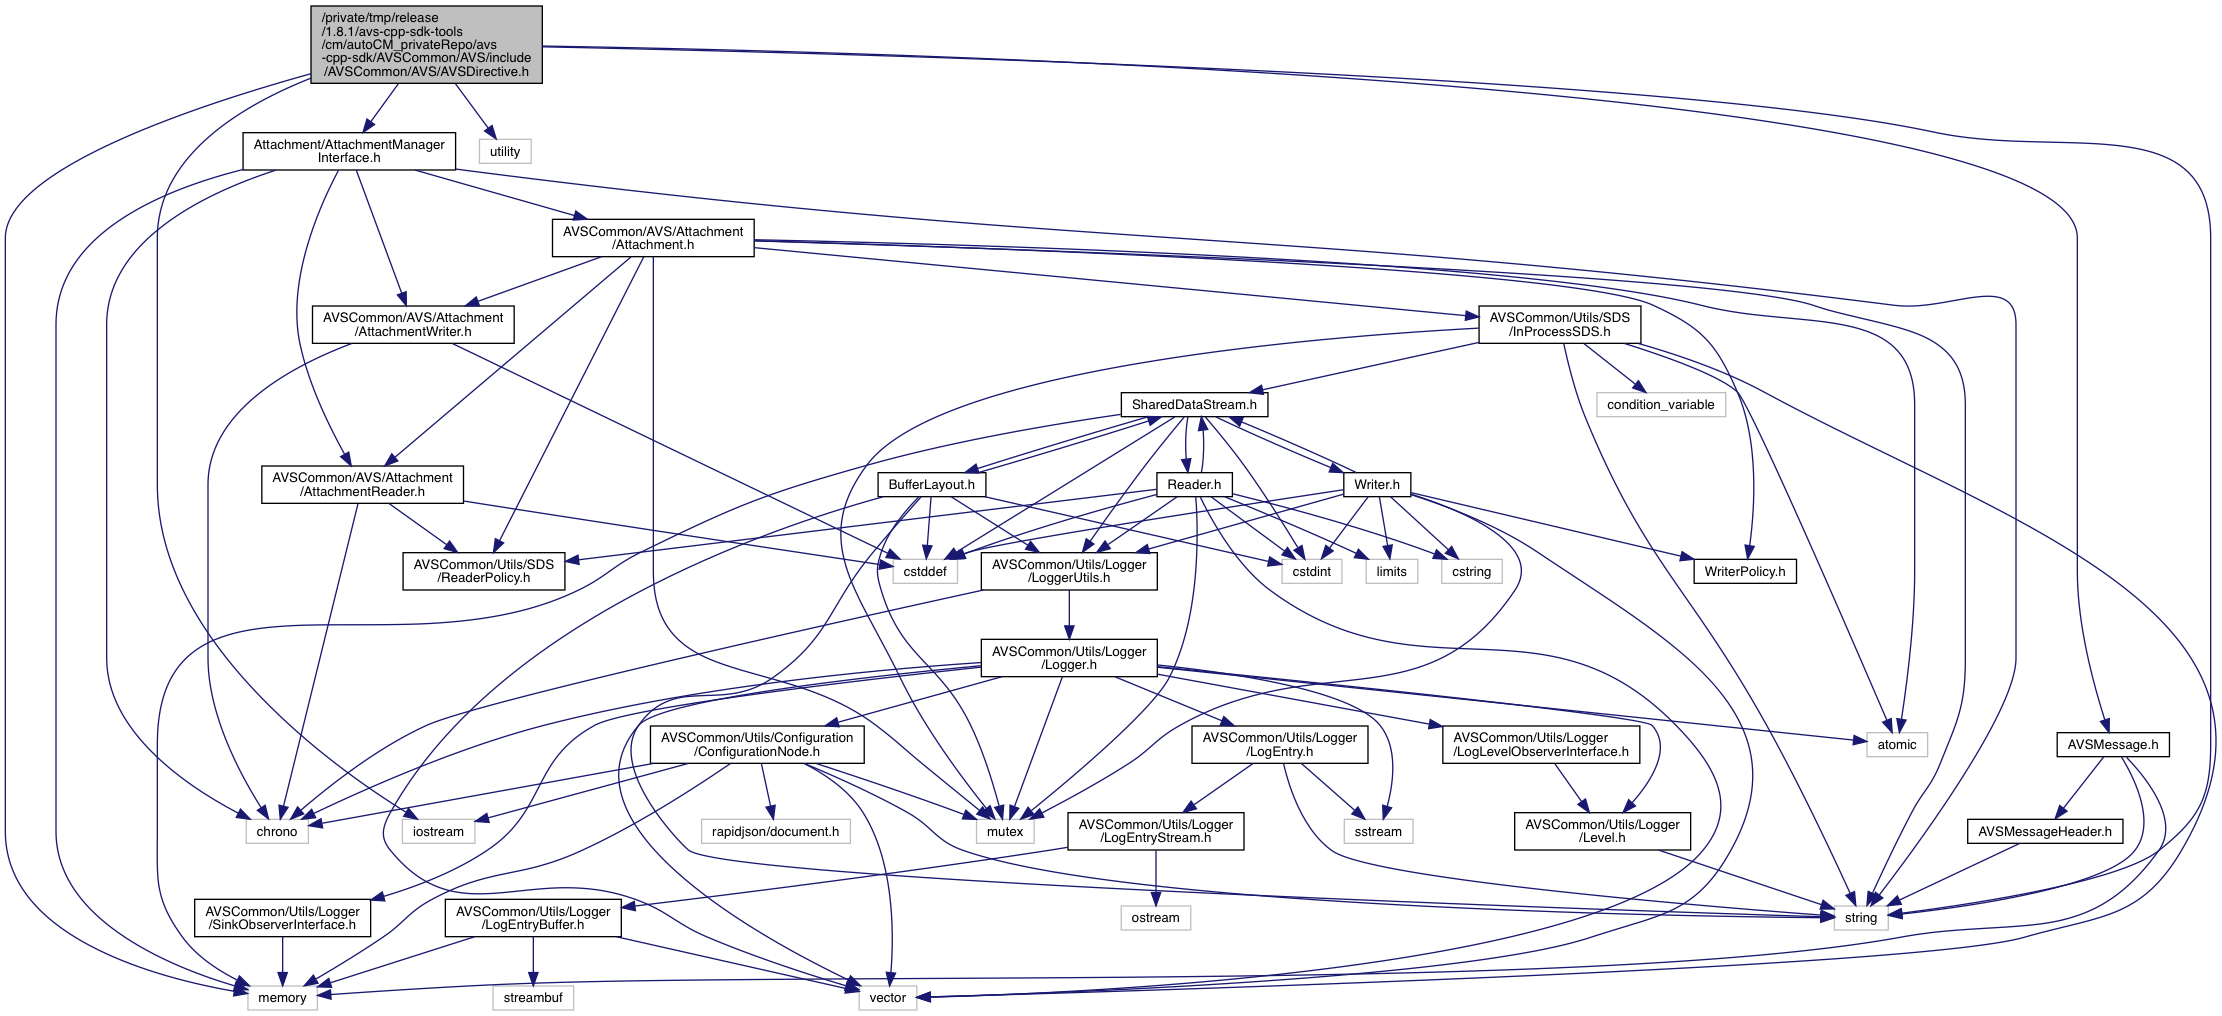 /private/tmp/release
/1.8.1/avs-cpp-sdk-tools
/cm/autoCM_privateRepo/avs
-cpp-sdk/AVSCommon/AVS/include
/AVSCommon/AVS/AVSDirective.h
Attachment/AttachmentManager
Interface.h
utility
AVSCommon/AVS/Attachment
/Attachment.h
AVSCommon/AVS/Attachment
/AttachmentWriter.h
AVSCommon/Utils/SDS
/InProcessSDS.h
SharedDataStream.h
condition_variable
AVSCommon/AVS/Attachment
/AttachmentReader.h
BufferLayout.h
Reader.h
Writer.h
AVSCommon/Utils/SDS
/ReaderPolicy.h
cstddef
AVSCommon/Utils/Logger
/LoggerUtils.h
cstdint
limits
cstring
WriterPolicy.h
AVSCommon/Utils/Logger
/Logger.h
AVSCommon/Utils/Configuration
/ConfigurationNode.h
AVSCommon/Utils/Logger
/LogEntry.h
AVSCommon/Utils/Logger
/LogLevelObserverInterface.h
atomic
AVSMessage.h
chrono
iostream
rapidjson/document.h
mutex
AVSCommon/Utils/Logger
/LogEntryStream.h
sstream
AVSCommon/Utils/Logger
/Level.h
AVSMessageHeader.h
AVSCommon/Utils/Logger
/SinkObserverInterface.h
AVSCommon/Utils/Logger
/LogEntryBuffer.h
ostream
string
memory
streambuf
vector